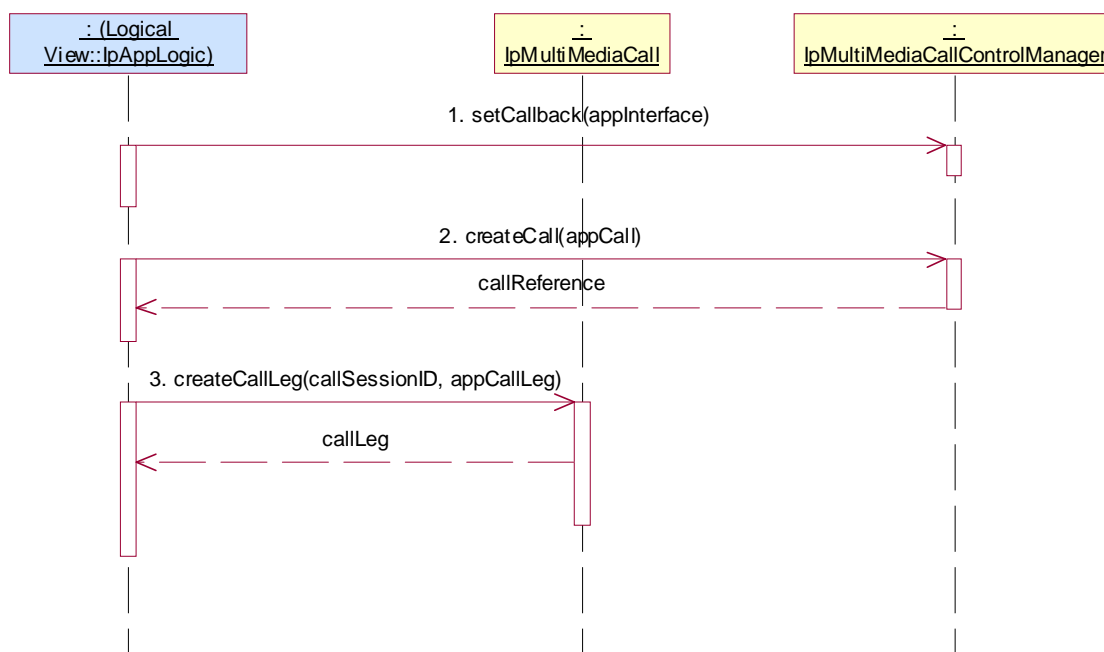 : (Logical
View::IpAppLogic)
:
IpMultiMediaCall
:
IpMultiMediaCallControlManager
1. setCallback(appInterface)
2. createCall(appCall)
callReference
3. createCallLeg(callSessionID, appCallLeg)
callLeg